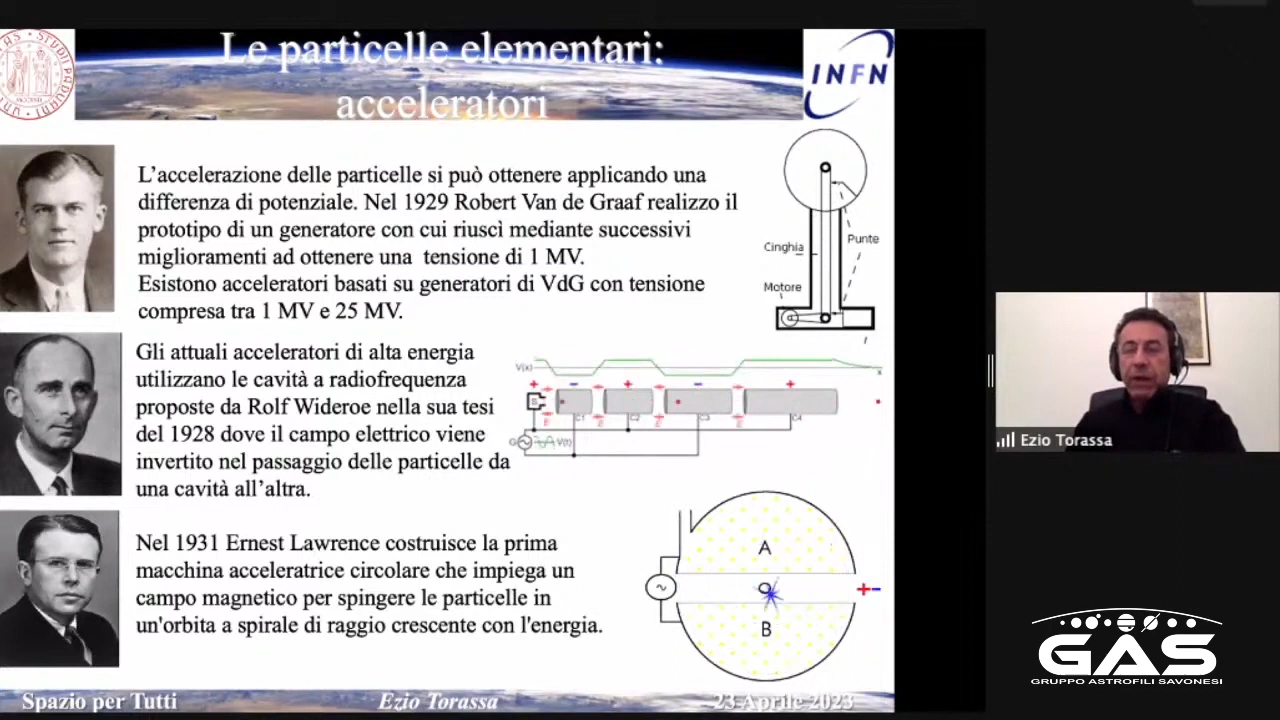 Le particelle elementari:
acceleratori
INFN
L'accelerazione delle particelle si può ottenere applicando una
differenza di potenziale. Nel 1929 Robert Van de Graaf realizzo il
prototipo di un generatore con cui riuscì mediante successivi
miglioramenti ad ottenere una tensione di 1 MV.
Esistono acceleratori basati su generatori di VdG con tensione
compresa tra 1 MV e 25 MV.
Cinghia
Punte
Motore
Gli attuali acceleratori di alta energia
utilizzano le cavità a radiofrequenza
proposte da Rolf Wideroe nella sua tesi
del 1928 dove il campo elettrico viene
invertito nel passaggio delle particelle da
una cavità all'altra.
V(x)
x
+ − + − +
S
E E E E
C1 C2 C3 C4
G V(t)
Nel 1931 Ernest Lawrence costruisce la prima
macchina acceleratrice circolare che impiega un
campo magnetico per spingere le particelle in
un'orbita a spirale di raggio crescente con l'energia.
A
B
+−
Ezio Torassa
GAS
GRUPPO ASTROFILI SAVONESI
Spazio per Tutti
Ezio Torassa
23 Aprile 2023